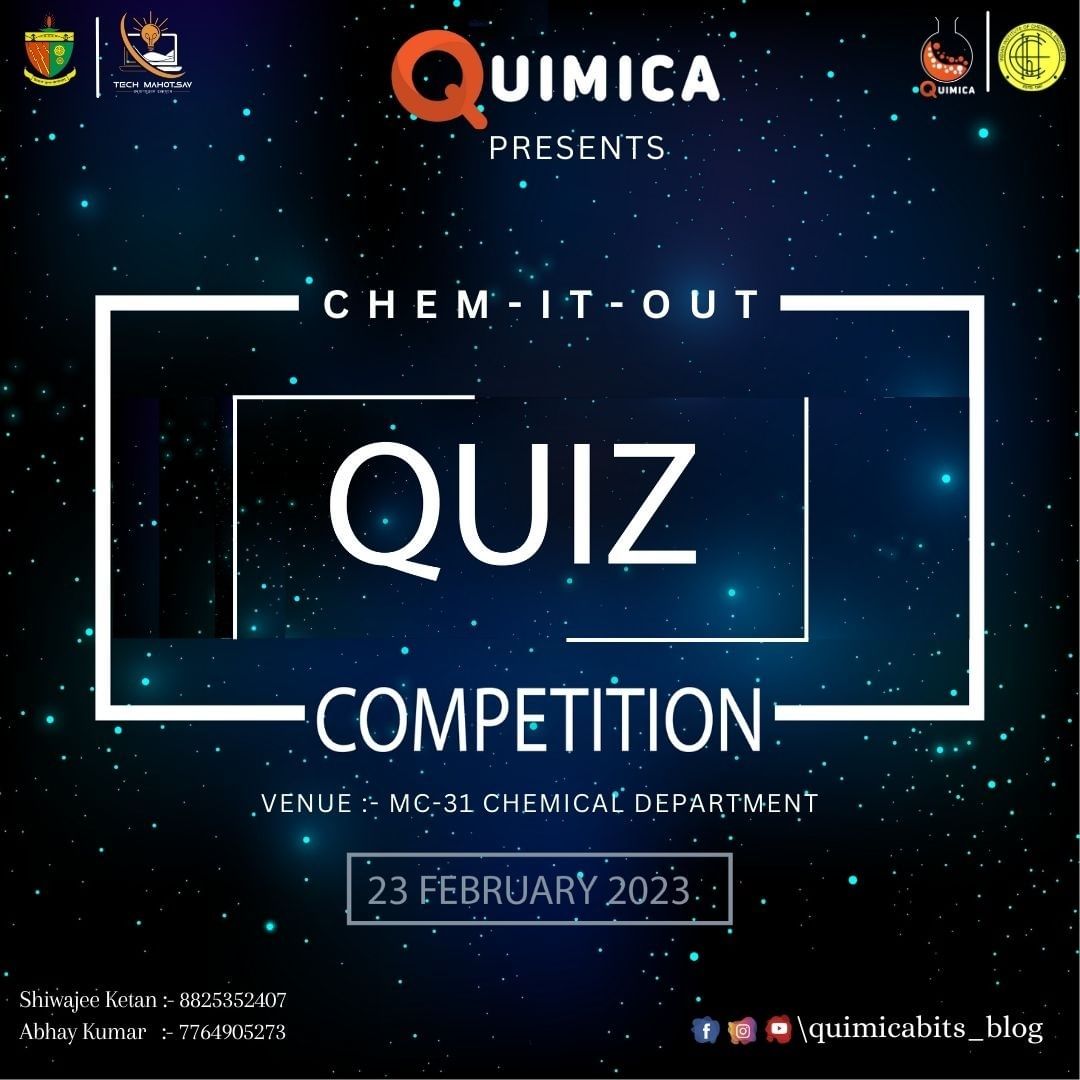 TECH MAHOTSAV
QUIMICA
QUIMICA
PRESENTS
CHEM-IT-OUT
QUIZ
COMPETITION
VENUE :- MC-31 CHEMICAL DEPARTMENT
23 FEBRUARY 2023
Shiwajee Ketan :- 8825352407
Abhay Kumar :- 7764905273
\quimicabits_blog